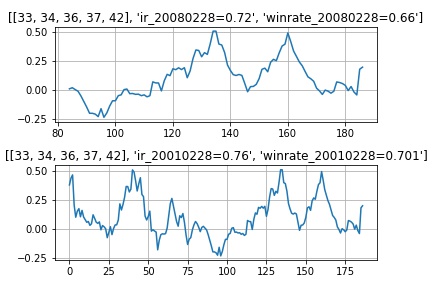 [[33, 34, 36, 37, 42], 'ir_20080228=0.72', 'winrate_20080228=0.66']
0.50
0.25
0.00
−0.25
80 100 120 140 160 180
[[33, 34, 36, 37, 42], 'ir_20010228=0.76', 'winrate_20010228=0.701']
0.50
0.25
0.00
−0.25
0 25 50 75 100 125 150 175